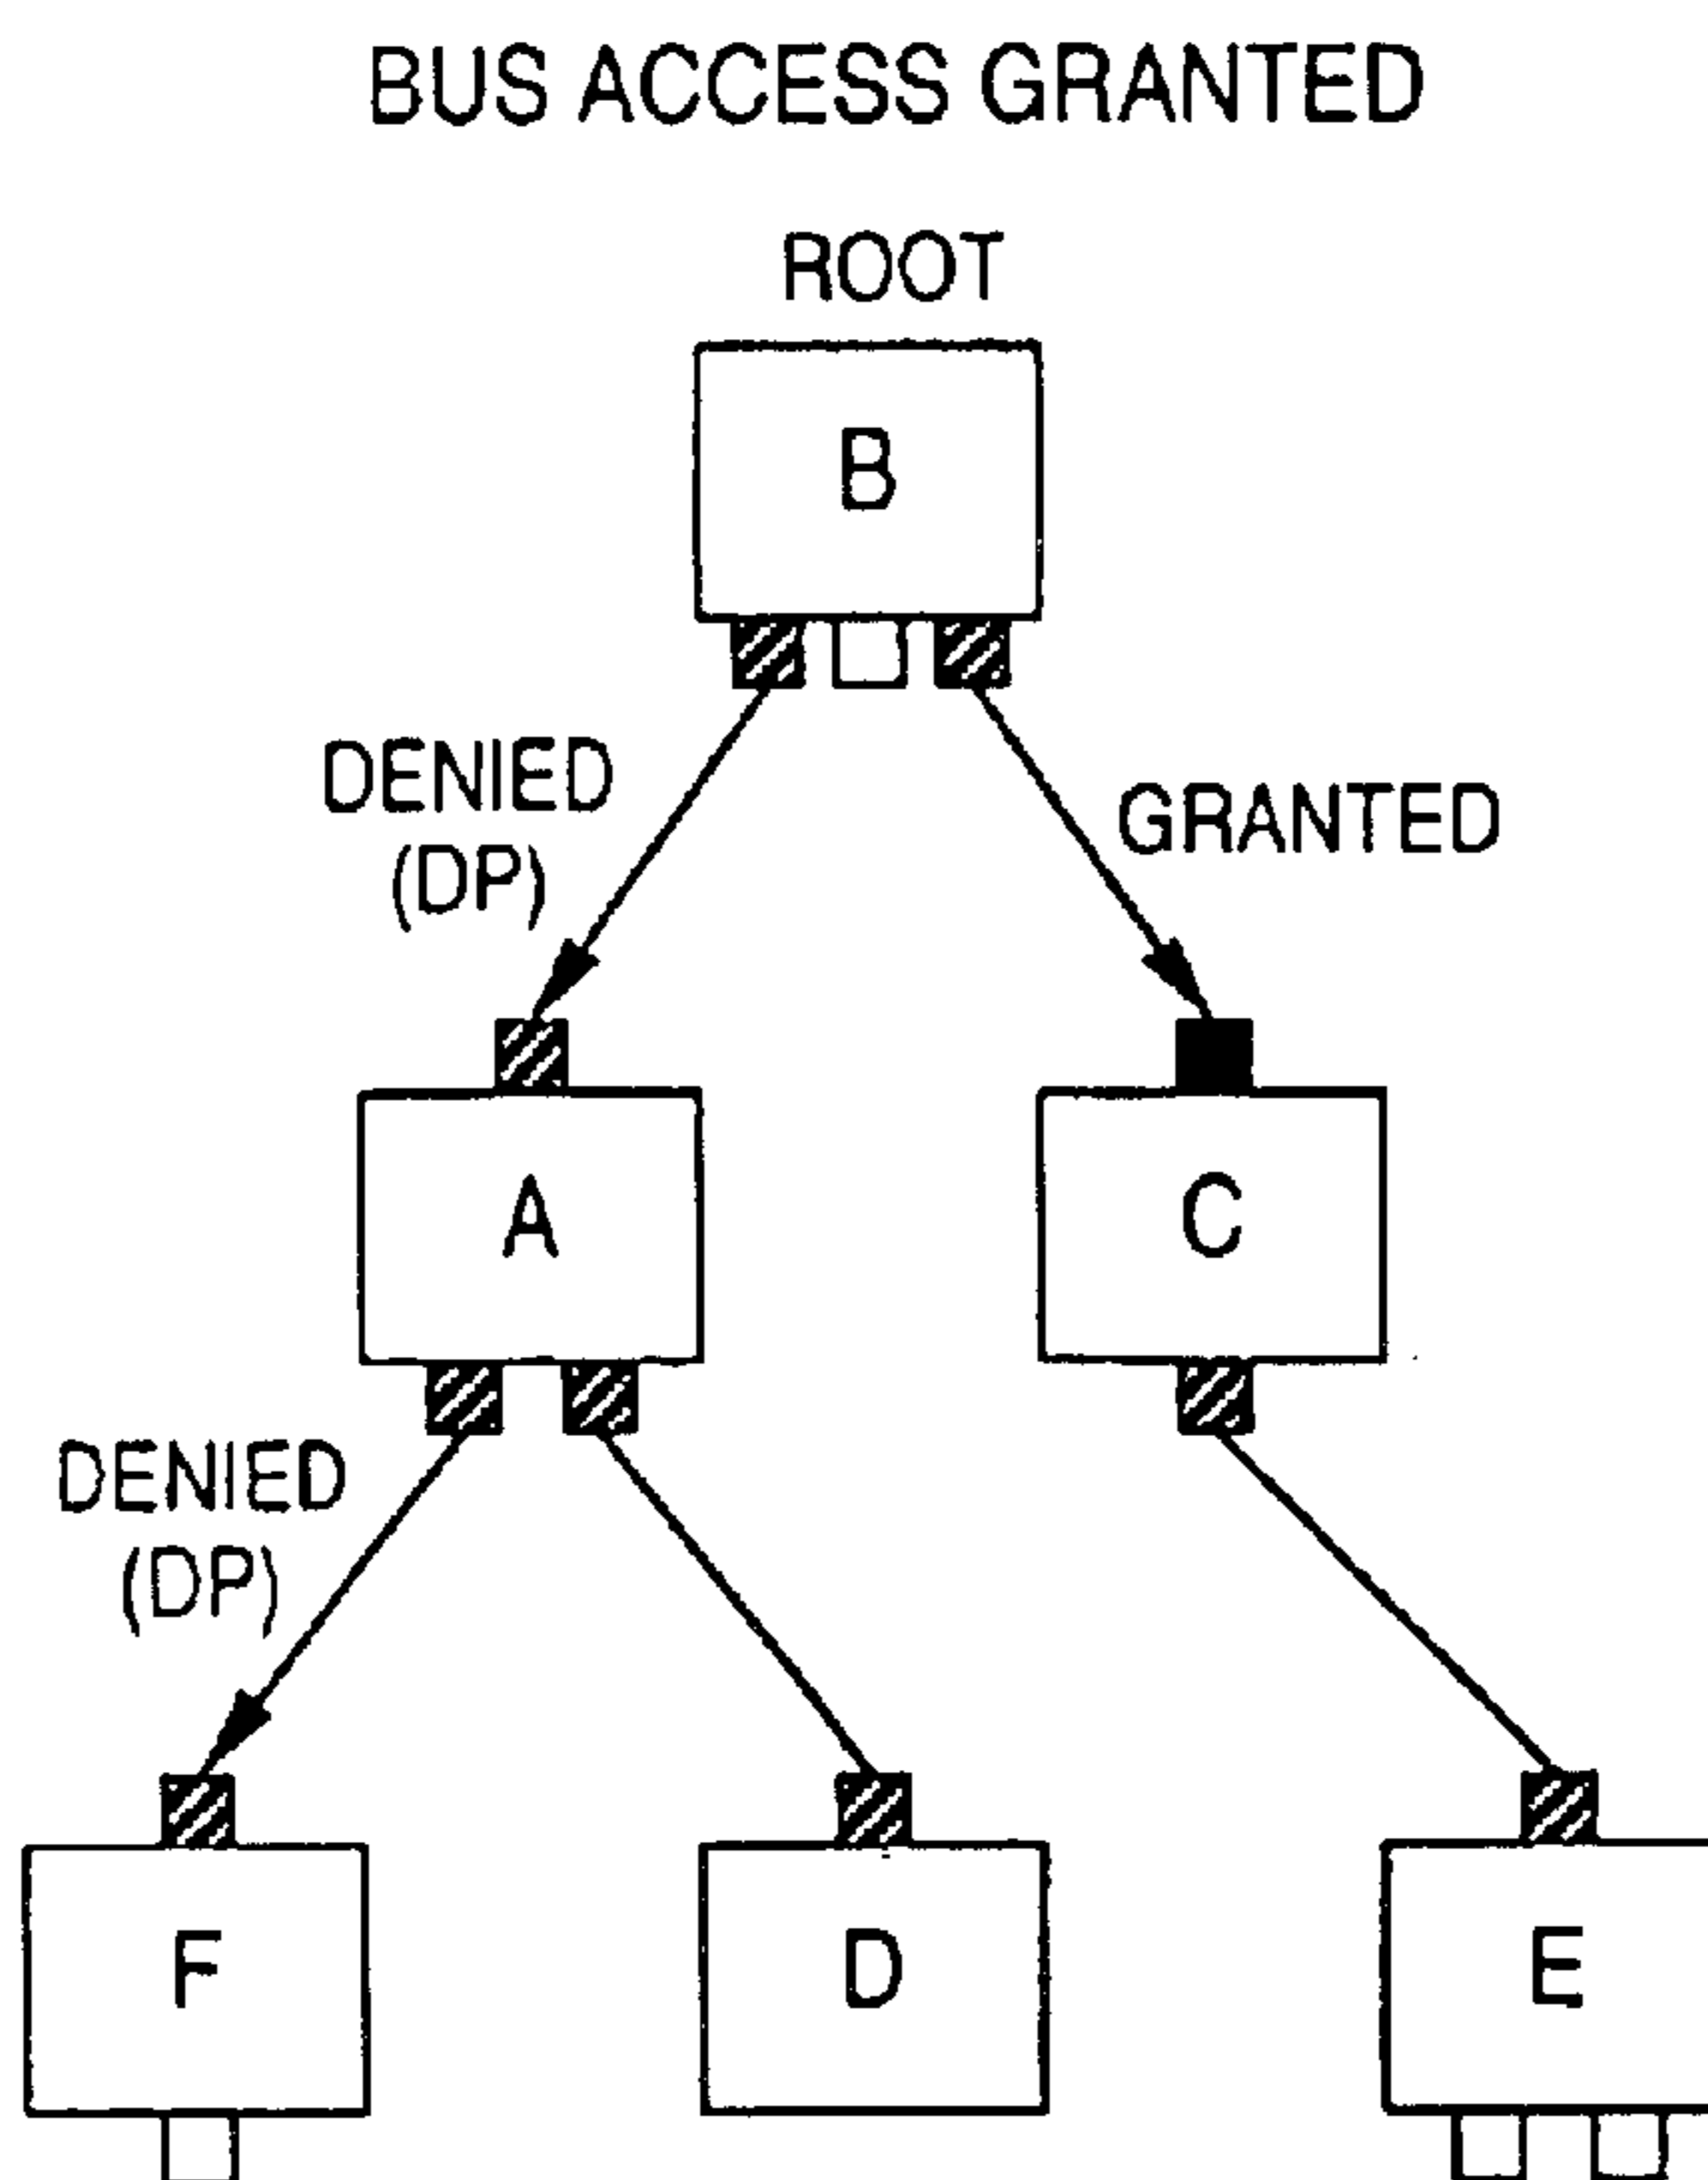 BUS ACCESS GRANTED
ROOT
B
DENIED
(DP)
GRANTED
A
C
DENIED
(DP)
F
D
E